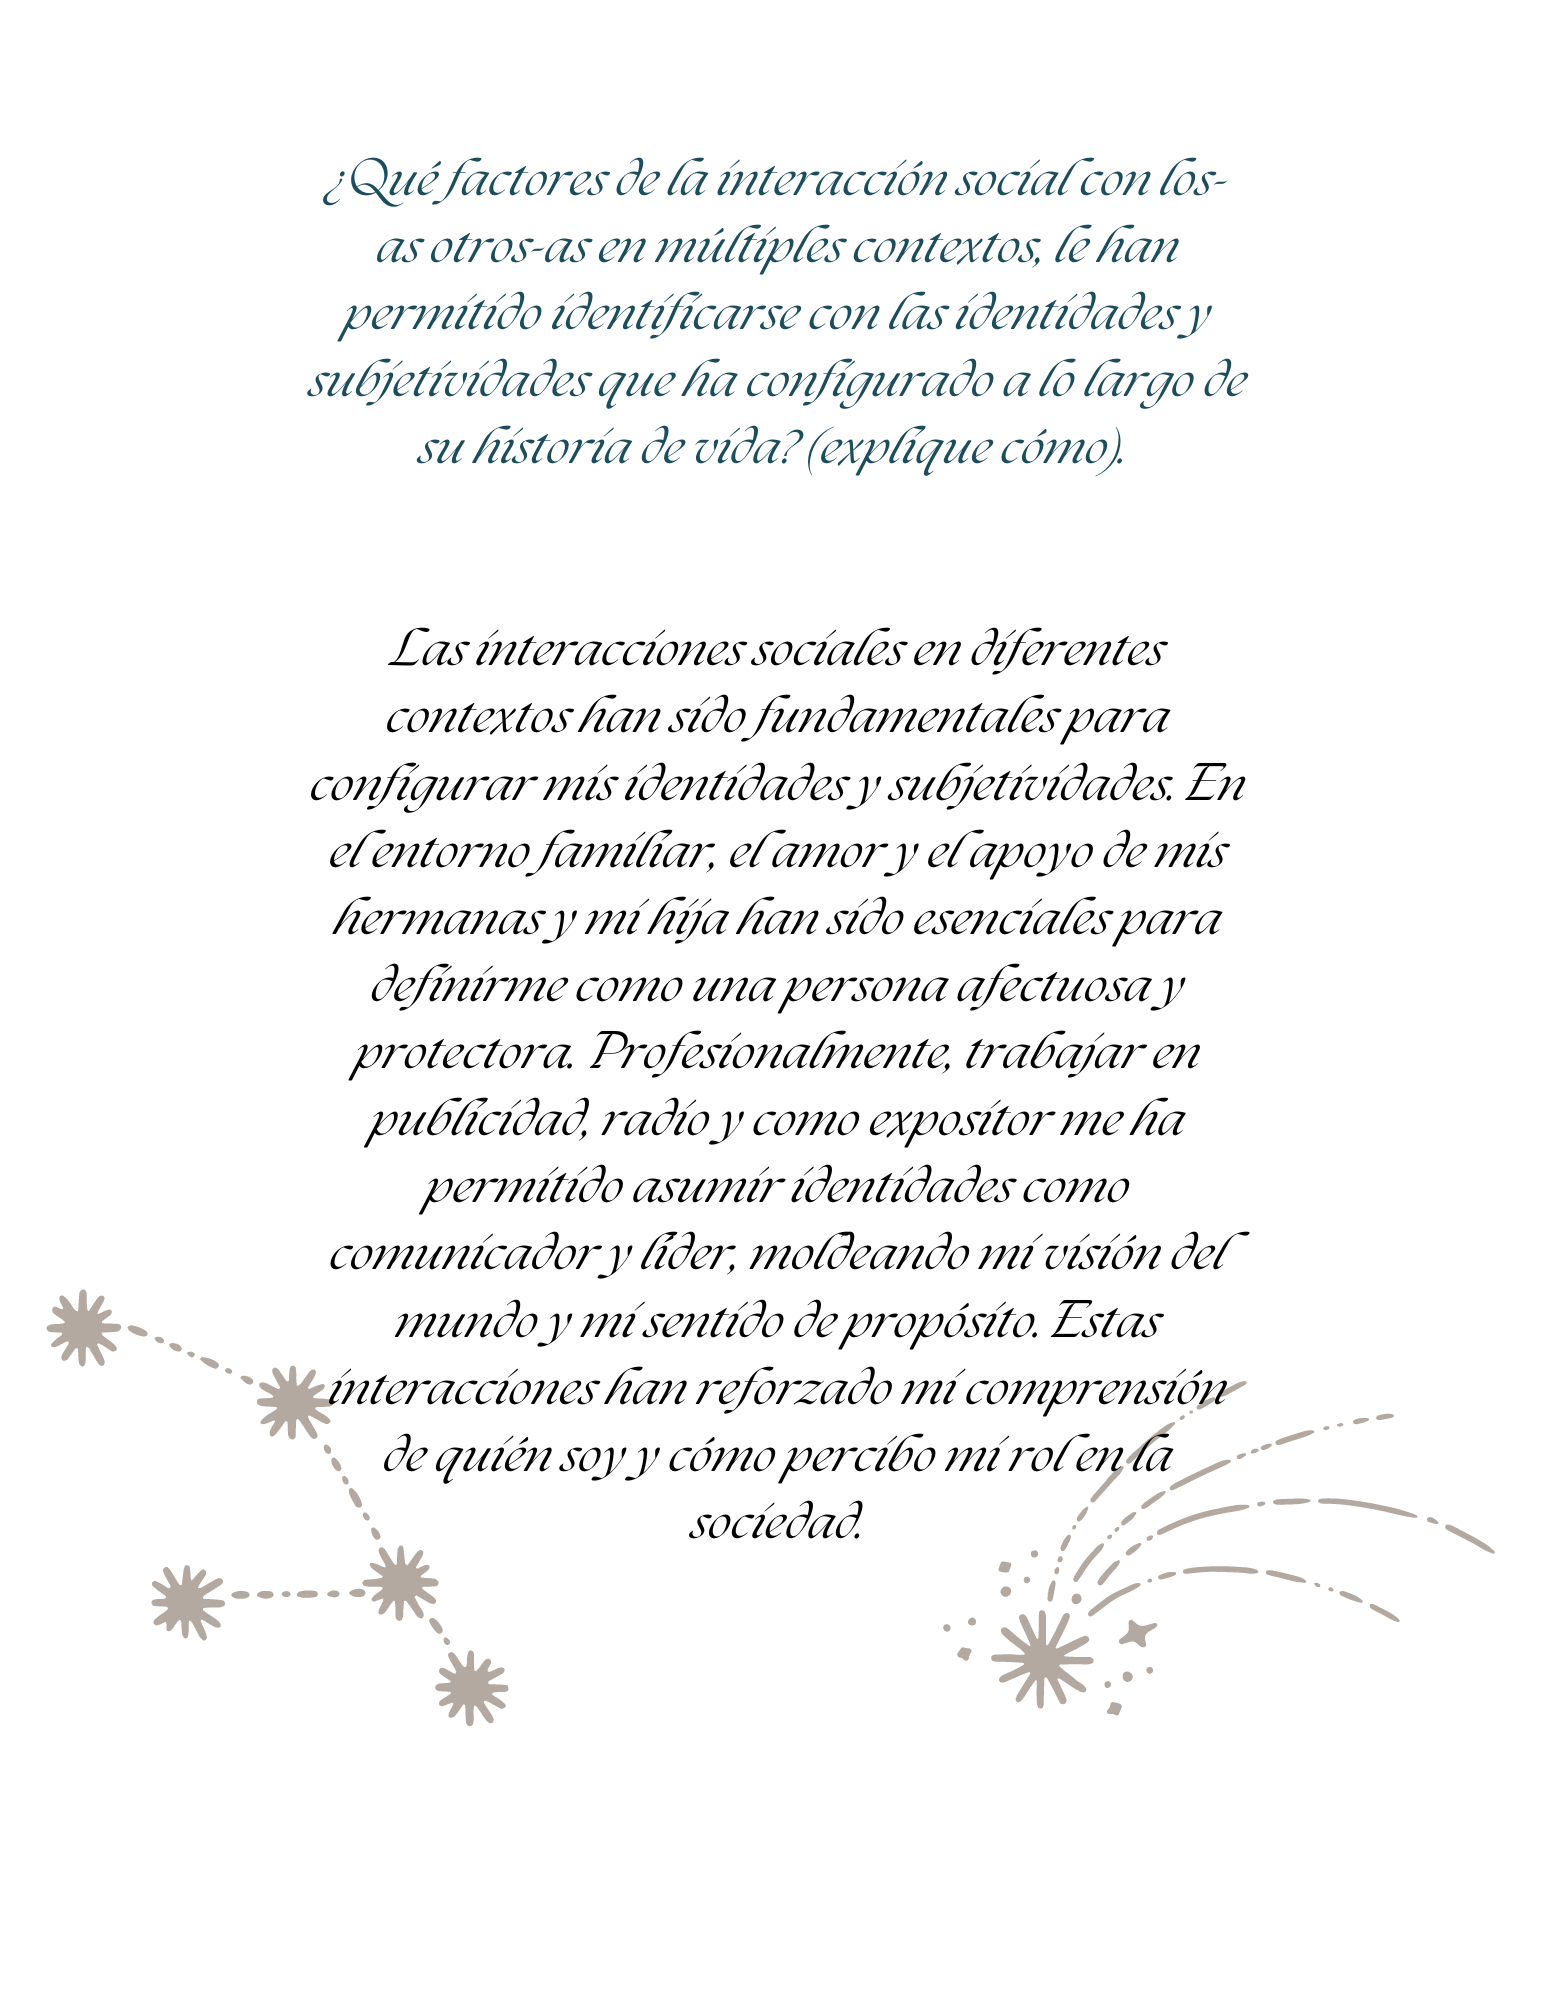 ¿Qué factores de la interacción social con los-
as otros-as en múltiples contextos, le han
permitido identificarse con las identidades y
subjetividades que ha configurado a lo largo de
su historia de vida? (explique cómo).
Las interacciones sociales en diferentes
contextos han sido fundamentales para
configurar mis identidades y subjetividades. En
el entorno familiar, el amor y el apoyo de mis
hermanas y mi hija han sido esenciales para
definirme como una persona afectuosa y
protectora. Profesionalmente, trabajar en
publicidad, radio y como expositor me ha
permitido asumir identidades como
comunicador y líder, moldeando mi visión del
mundo y mi sentido de propósito. Estas
interacciones han reforzado mi comprensión
de quién soy y cómo percibo mi rol en la
sociedad.